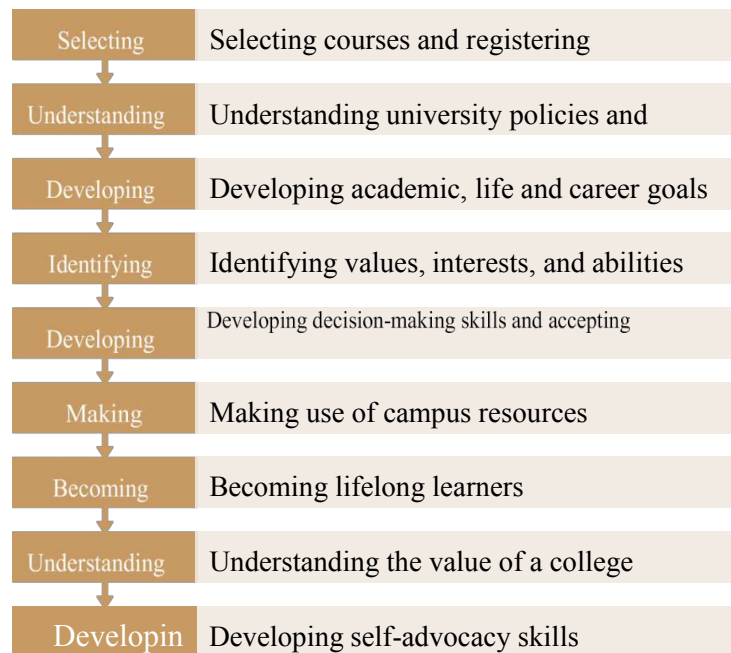 Selecting
Selecting courses and registering
Understanding
Understanding university policies and
Developing
Developing academic, life and career goals
Identifying
Identifying values, interests, and abilities
Developing
Developing decision-making skills and accepting
Making
Making use of campus resources
Becoming
Becoming lifelong learners
Understanding
Understanding the value of a college
Developin
Developing self-advocacy skills